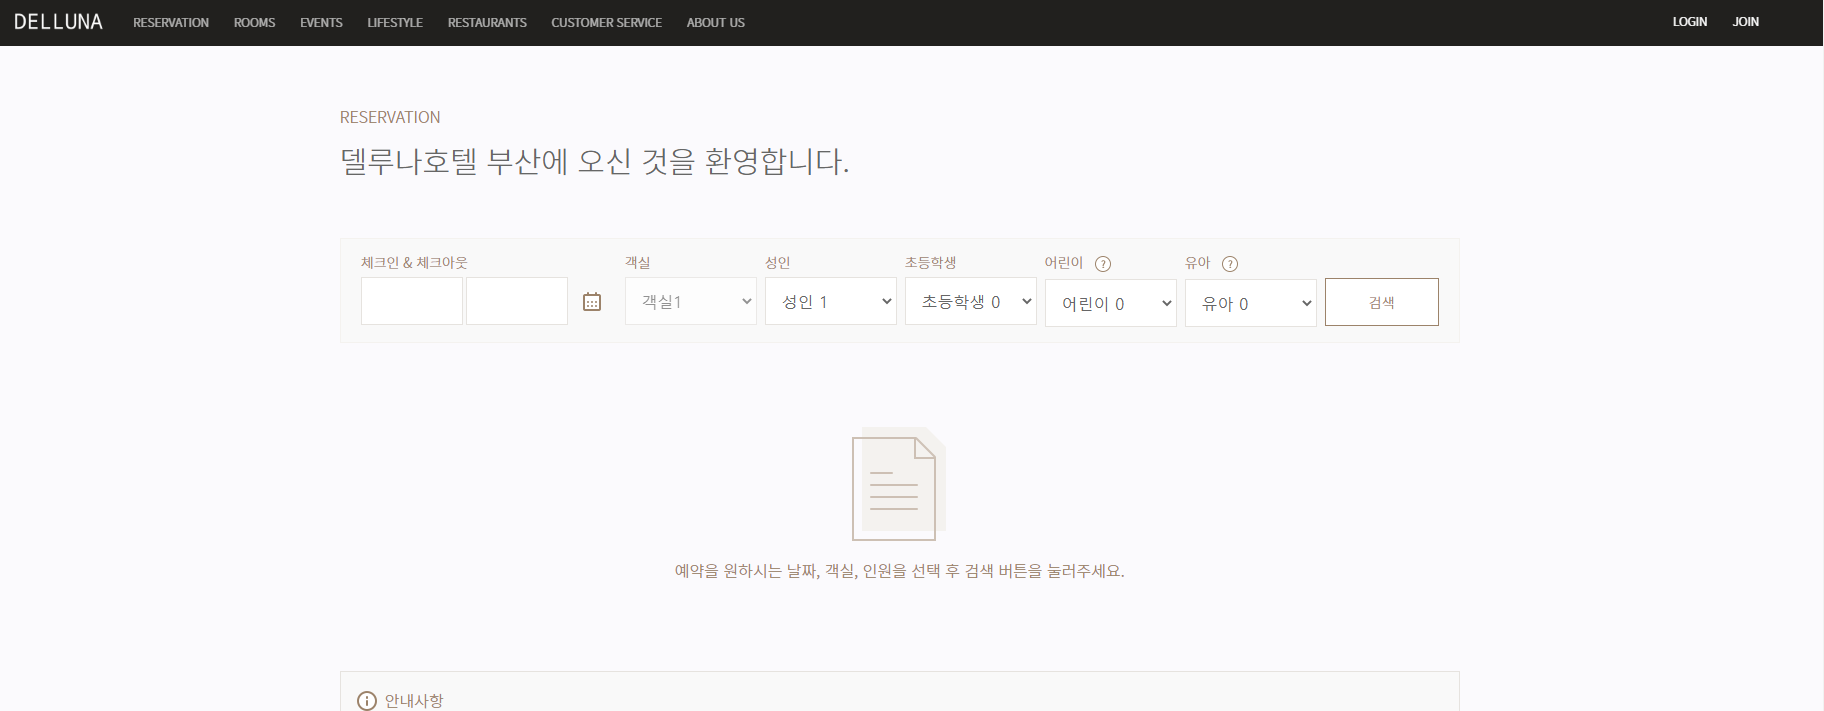 DELLUNA RESERVATION ROOMS EVENTS LIFESTYLE RESTAURANTS CUSTOMER SERVICE ABOUT US LOGIN JOIN
RESERVATION
델루나호텔 부산에 오신 것을 환영합니다.
체크인 & 체크아웃 객실 성인 초등학생 어린이 ? 유아 ?
객실1 성인 1 초등학생 0 어린이 0 유아 0 검색
예약을 원하시는 날짜, 객실, 인원을 선택 후 검색 버튼을 눌러주세요.
안내사항